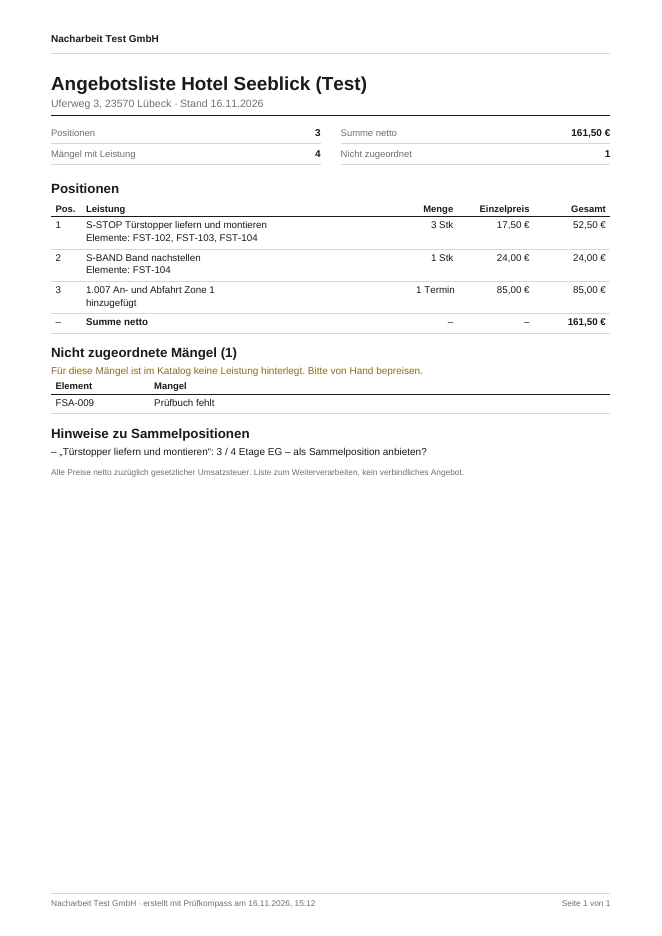 Nacharbeit Test GmbH
Angebotsliste Hotel Seeblick (Test)
Uferweg 3, 23570 Lübeck · Stand 16.11.2026
Positionen 3 Summe netto 161,50 €
Mängel mit Leistung 4 Nicht zugeordnet 1
Positionen
Pos. Leistung Menge Einzelpreis Gesamt
1 S-STOP Türstopper liefern und montieren 3 Stk 17,50 € 52,50 €
Elemente: FST-102, FST-103, FST-104
2 S-BAND Band nachstellen 1 Stk 24,00 € 24,00 €
Elemente: FST-104
3 1.007 An- und Abfahrt Zone 1 1 Termin 85,00 € 85,00 €
hinzugefügt
– Summe netto – – 161,50 €
Nicht zugeordnete Mängel (1)
Für diese Mängel ist im Katalog keine Leistung hinterlegt. Bitte von Hand bepreisen.
Element Mangel
FSA-009 Prüfbuch fehlt
Hinweise zu Sammelpositionen
– „Türstopper liefern und montieren“: 3 / 4 Etage EG – als Sammelposition anbieten?
Alle Preise netto zuzüglich gesetzlicher Umsatzsteuer. Liste zum Weiterverarbeiten, kein verbindliches Angebot.
Nacharbeit Test GmbH · erstellt mit Prüfkompass am 16.11.2026, 15:12 Seite 1 von 1